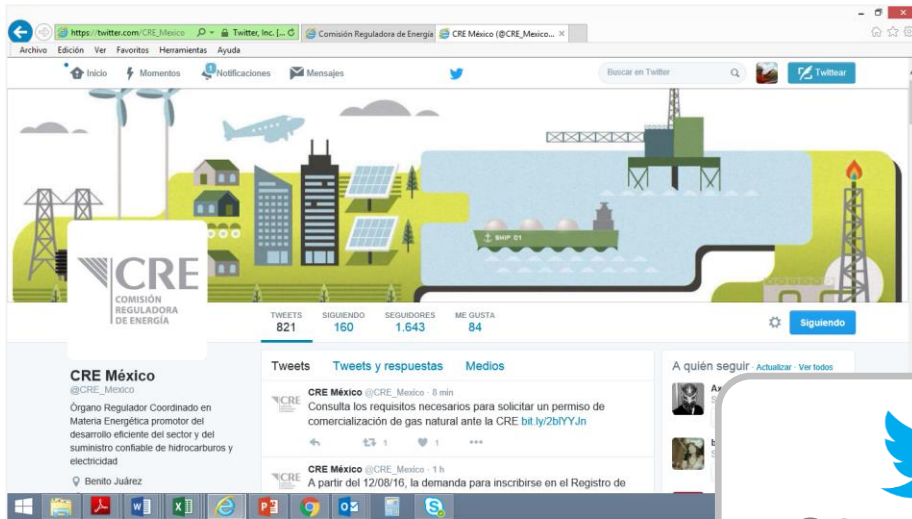 https://twitter.com/CRE_Mexico
Twitter, Inc. [...
Comisión Reguladora de Energía
CRE México (@CRE_Mexico...
Archivo Edición Ver Favoritos Herramientas Ayuda
Inicio Momentos 1 Notificaciones Mensajes Buscar en Twitter Twittear
SHIP 01
CRE
COMISIÓN
REGULADORA
DE ENERGÍA
TWEETS SIGUIENDO SEGUIDORES ME GUSTA
821 160 1.643 84
Siguiendo
CRE México
@CRE_Mexico
Órgano Regulador Coordinado en
Materia Energética promotor del
desarrollo eficiente del sector y del
suministro confiable de hidrocarburos y
electricidad
Benito Juárez
Tweets Tweets y respuestas Medios
CRE México @CRE_Mexico · 8 min
Consulta los requisitos necesarios para solicitar un permiso de
comercialización de gas natural ante la CRE bit.ly/2blYYJn
1 1
CRE México @CRE_Mexico · 1 h
A partir del 12/08/16, la demanda para inscribirse en el Registro de
A quién seguir · Actualizar · Ver todos